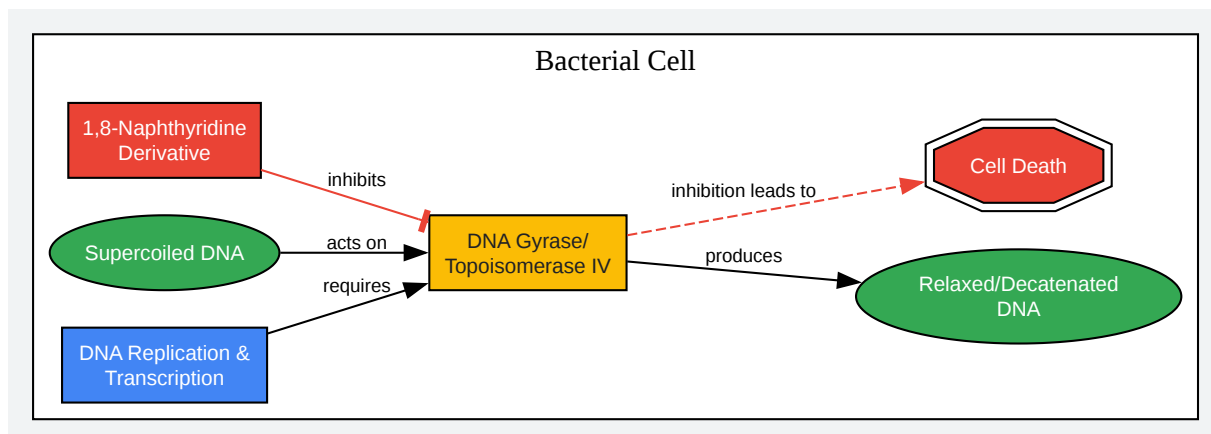 Bacterial Cell
1,8-Naphthyridine
Derivative
inhibits
Supercoiled DNA
acts on
requires
DNA Replication &
Transcription
DNA Gyrase/
Topoisomerase IV
inhibition leads to
produces
Cell Death
Relaxed/Decatenated
DNA